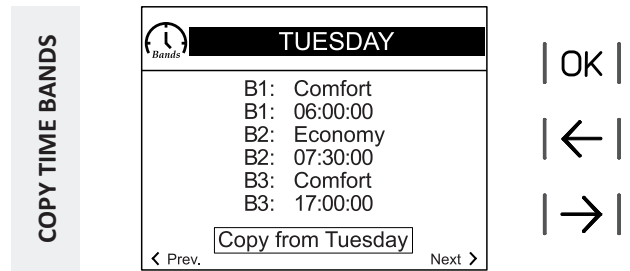 COPY TIME BANDS
Bands
TUESDAY
B1: Comfort
B1: 06:00:00
B2: Economy
B2: 07:30:00
B3: Comfort
B3: 17:00:00
Copy from Tuesday
Prev. Next
OK